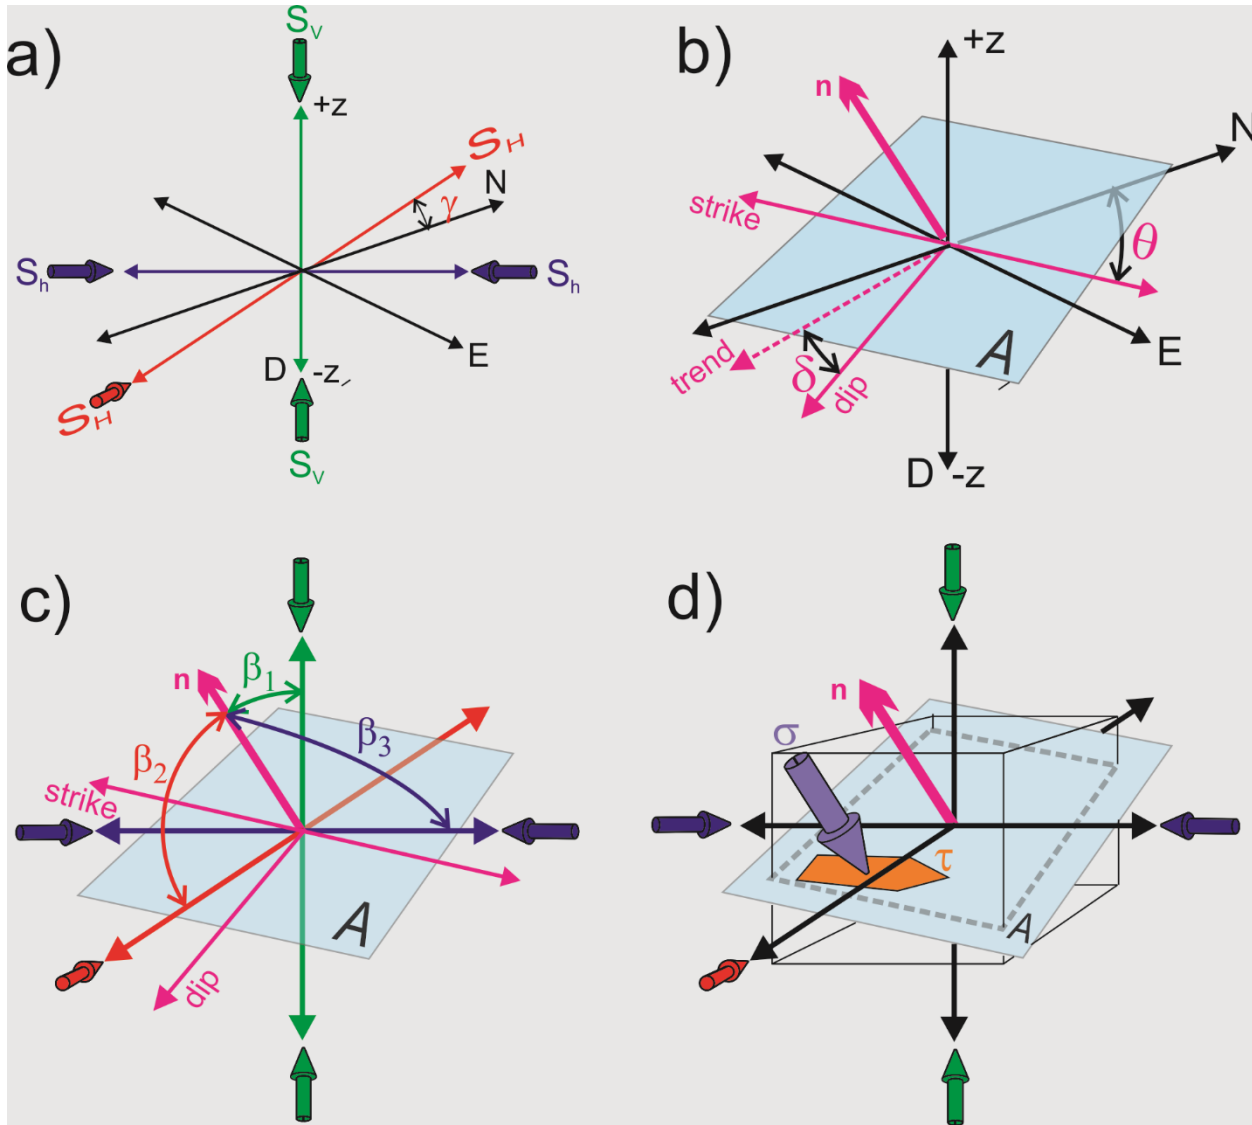 a)
S_V
+z
S_H
N
γ
S_h
S_h
E
D -z
S_H
S_V
b)
+z
n
N
strike
θ
E
A
trend
δ
dip
D -z
c)
n
β₁
β₂
β₃
strike
A
dip
d)
n
σ
τ
A